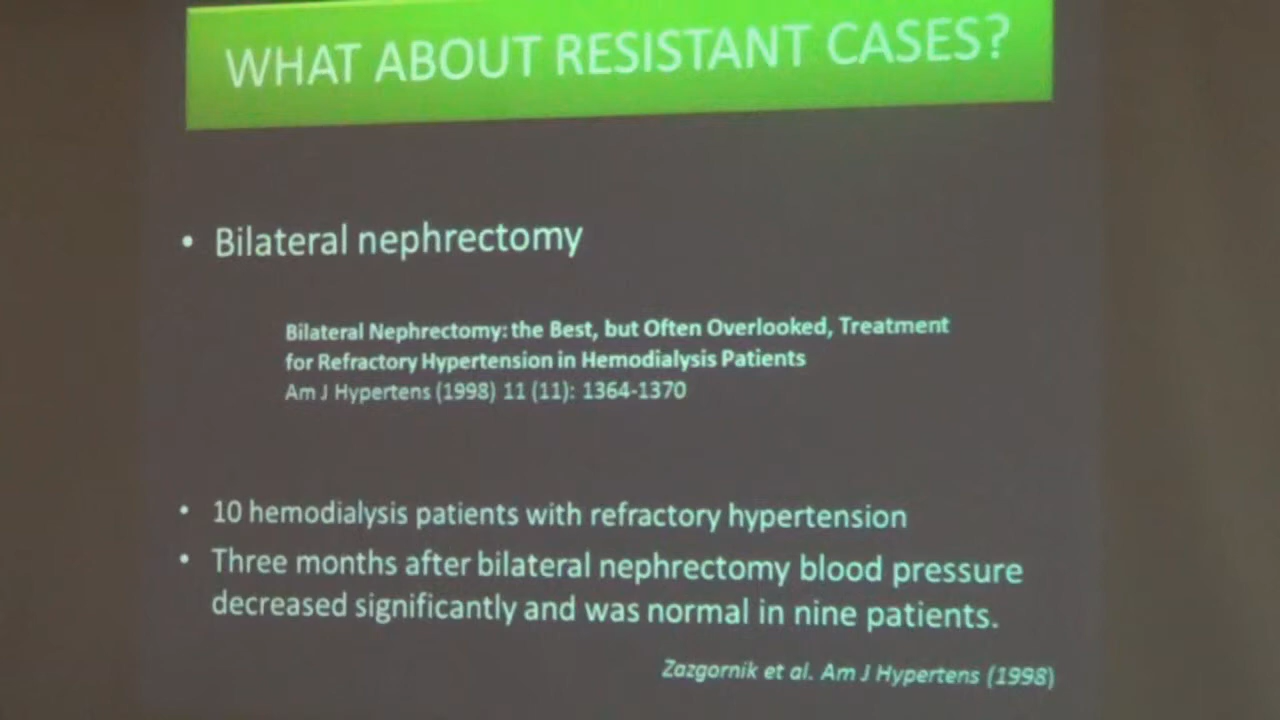 WHAT ABOUT RESISTANT CASES?
• Bilateral nephrectomy
Bilateral Nephrectomy: the Best, but Often Overlooked, Treatment
for Refractory Hypertension in Hemodialysis Patients
Am J Hypertens (1998) 11 (11): 1364-1370
• 10 hemodialysis patients with refractory hypertension
• Three months after bilateral nephrectomy blood pressure
decreased significantly and was normal in nine patients.
Zazgornik et al. Am J Hypertens (1998)